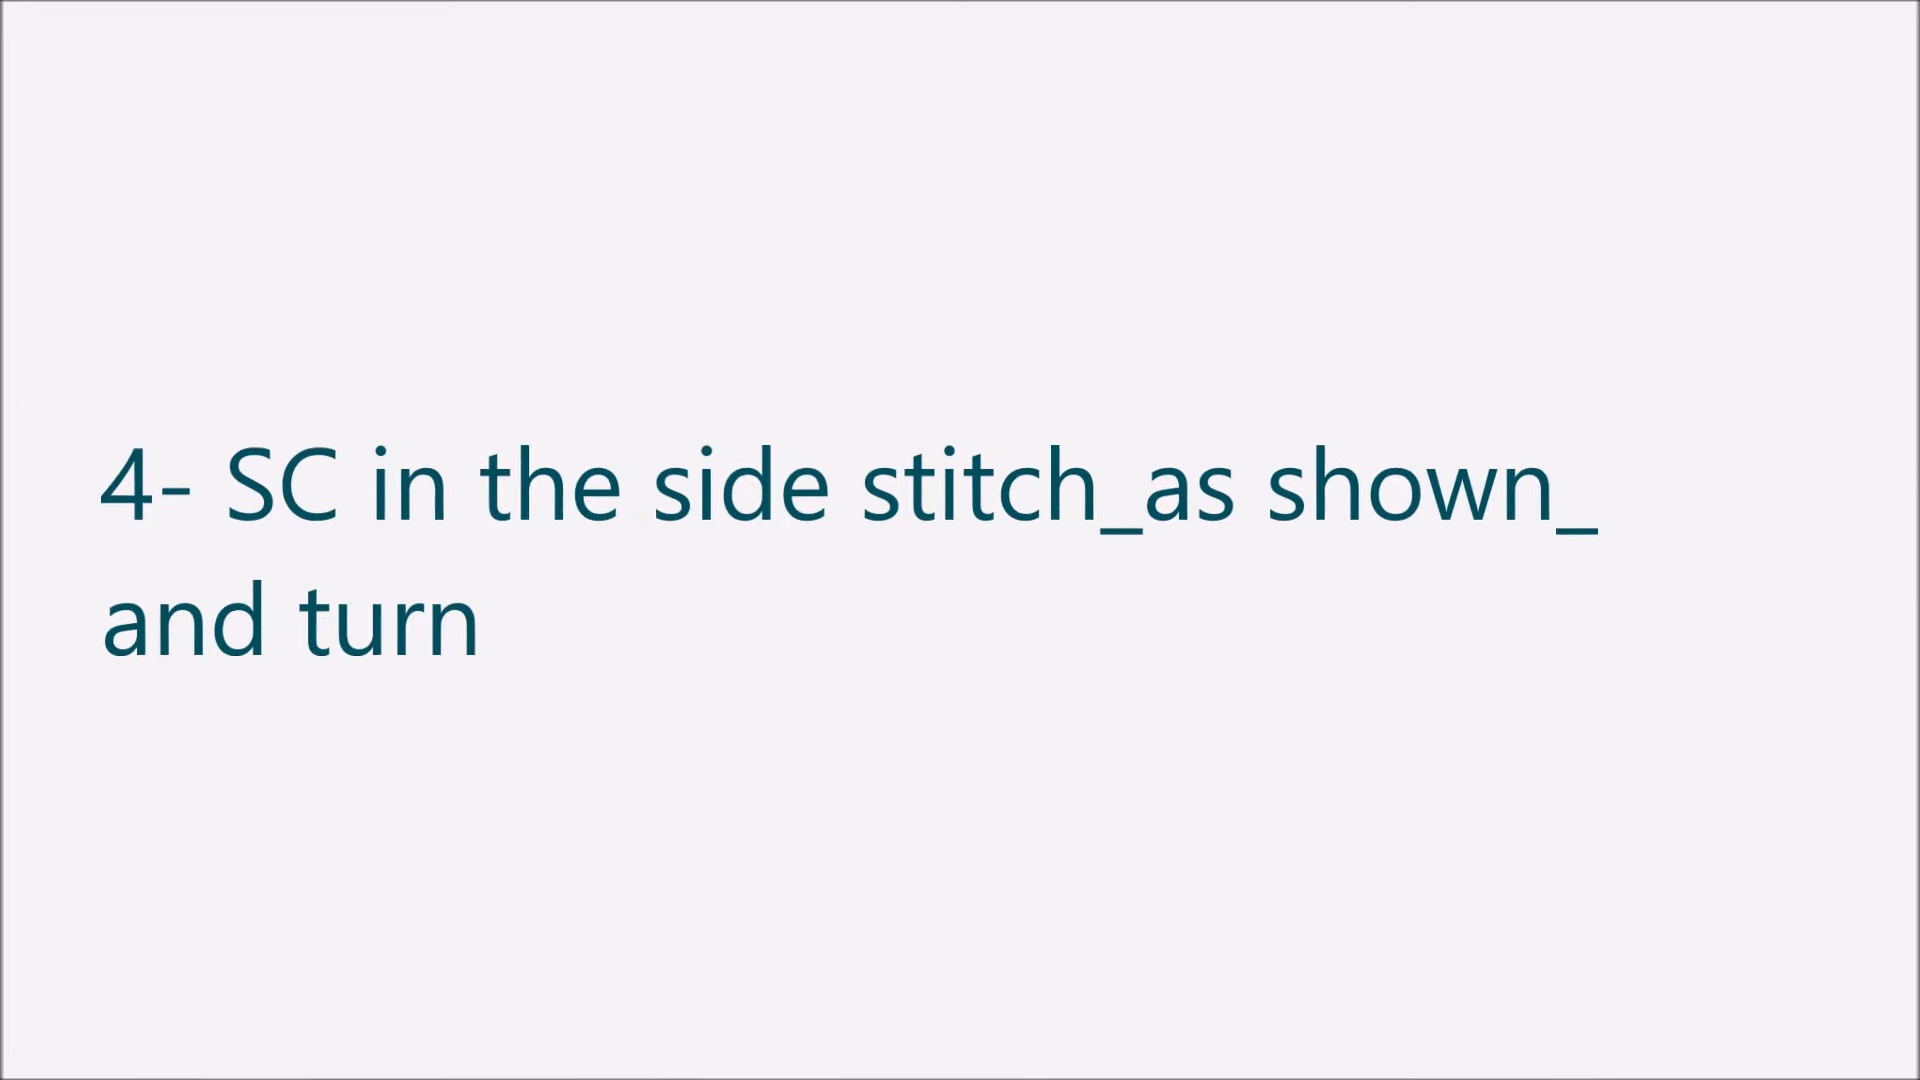 4- SC in the side stitch_as shown_
and turn